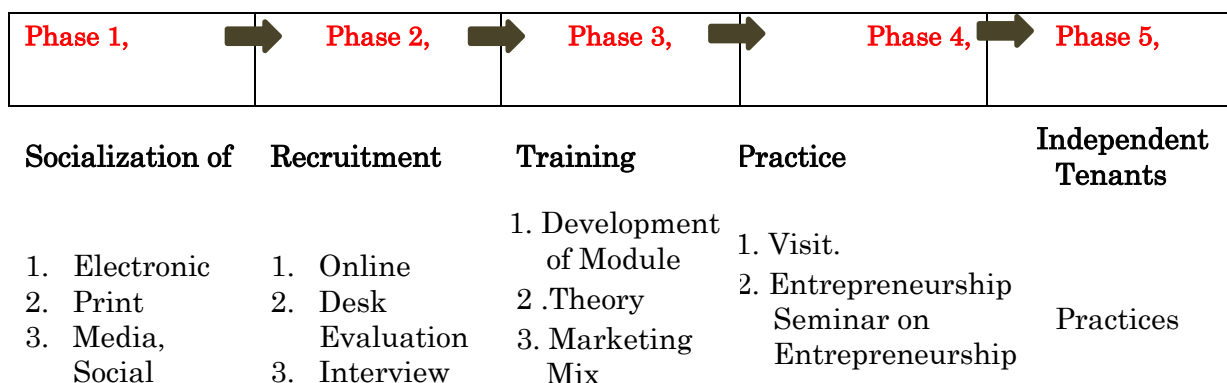 Phase 1, Phase 2, Phase 3, Phase 4, Phase 5,
Socialization of
Recruitment
Training
Practice
Independent
Tenants
1. Electronic
2. Print
3. Media,
Social
1. Online
2. Desk
Evaluation
3. Interview
1. Development
of Module
2 .Theory
3. Marketing
Mix
1. Visit.
2. Entrepreneurship
Seminar on
Entrepreneurship
Practices